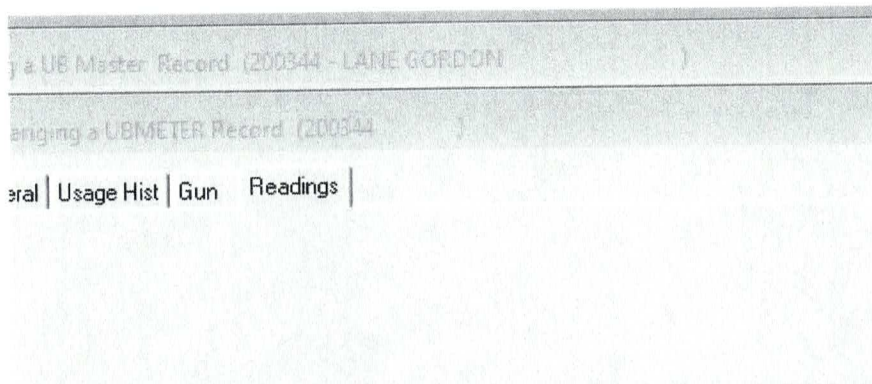 g a UB Master Record (200344 - LANE GORDON )
anging a UBMETER Record (200344 )
eral | Usage Hist | Gun Readings |